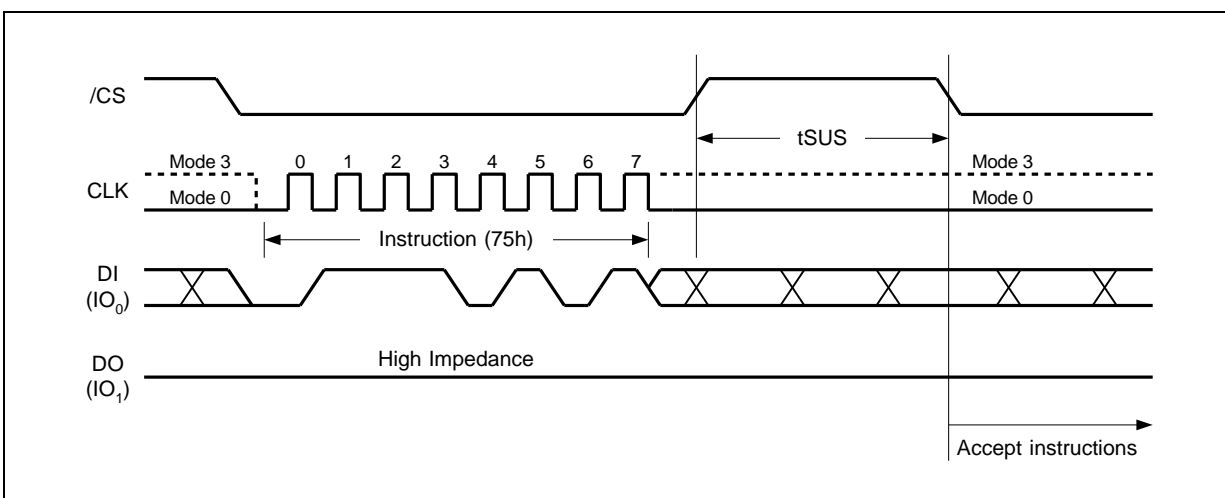 /CS
tSUS
Mode 3 0 1 2 3 4 5 6 7 Mode 3
CLK
Mode 0 Mode 0
Instruction (75h)
DI
(IO0)
High Impedance
DO
(IO1)
Accept instructions